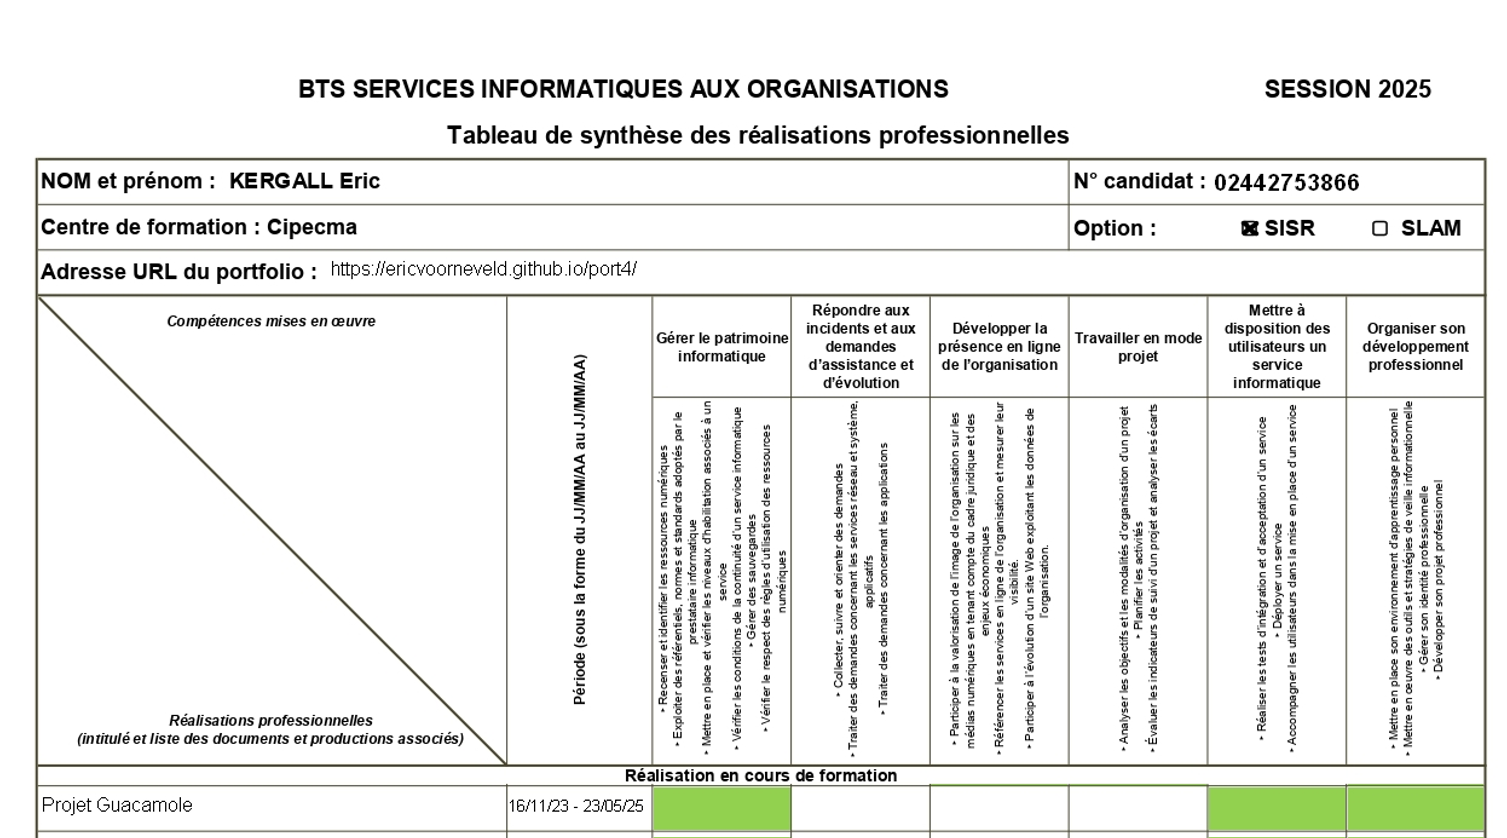 BTS SERVICES INFORMATIQUES AUX ORGANISATIONS SESSION 2025
Tableau de synthèse des réalisations professionnelles
NOM et prénom : KERGALL Eric N° candidat : 02442753866
Centre de formation : Cipecma Option : SISR SLAM
Adresse URL du portfolio : https://ericvoorneveld.github.io/port4/
Compétences mises en œuvre
Réalisations professionnelles
(intitulé et liste des documents et productions associés)
Période (sous la forme du JJ/MM/AA au JJ/MM/AA)
Gérer le patrimoine
informatique
Répondre aux
incidents et aux
demandes
d’assistance et
d’évolution
Développer la
présence en ligne
de l’organisation
Travailler en mode
projet
Mettre à
disposition des
utilisateurs un
service
informatique
Organiser son
développement
professionnel
‣ Recenser et identifier les ressources numériques
‣ Exploiter des référentiels, normes et standards adoptés par le
prestataire informatique
‣ Mettre en place et vérifier les niveaux d’habilitation associés à un
service
‣ Vérifier les conditions de la continuité d’un service informatique
‣ Gérer des sauvegardes
‣ Vérifier le respect des règles d’utilisation des ressources
numériques
‣ Collecter, suivre et orienter des demandes
‣ Traiter des demandes concernant les services réseau et système,
applicatifs
‣ Traiter des demandes concernant les applications
‣ Participer à la valorisation de l’image de l’organisation sur les
médias numériques en tenant compte du cadre juridique et des
enjeux économiques
‣ Référencer les services en ligne de l’organisation et mesurer leur
visibilité.
‣ Participer à l’évolution d’un site Web exploitant les données de
l’organisation.
‣ Analyser les objectifs et les modalités d’organisation d’un projet
‣ Planifier les activités
‣ Évaluer les indicateurs de suivi d’un projet et analyser les écarts
‣ Réaliser les tests d’intégration et d’acceptation d’un service
‣ Déployer un service
‣ Accompagner les utilisateurs dans la mise en place d’un service
‣ Mettre en place son environnement d’apprentissage personnel
‣ Mettre en œuvre des outils et stratégies de veille informationnelle
‣ Gérer son identité professionnelle
‣ Développer son projet professionnel
Réalisation en cours de formation
Projet Guacamole 16/11/23 - 23/05/25